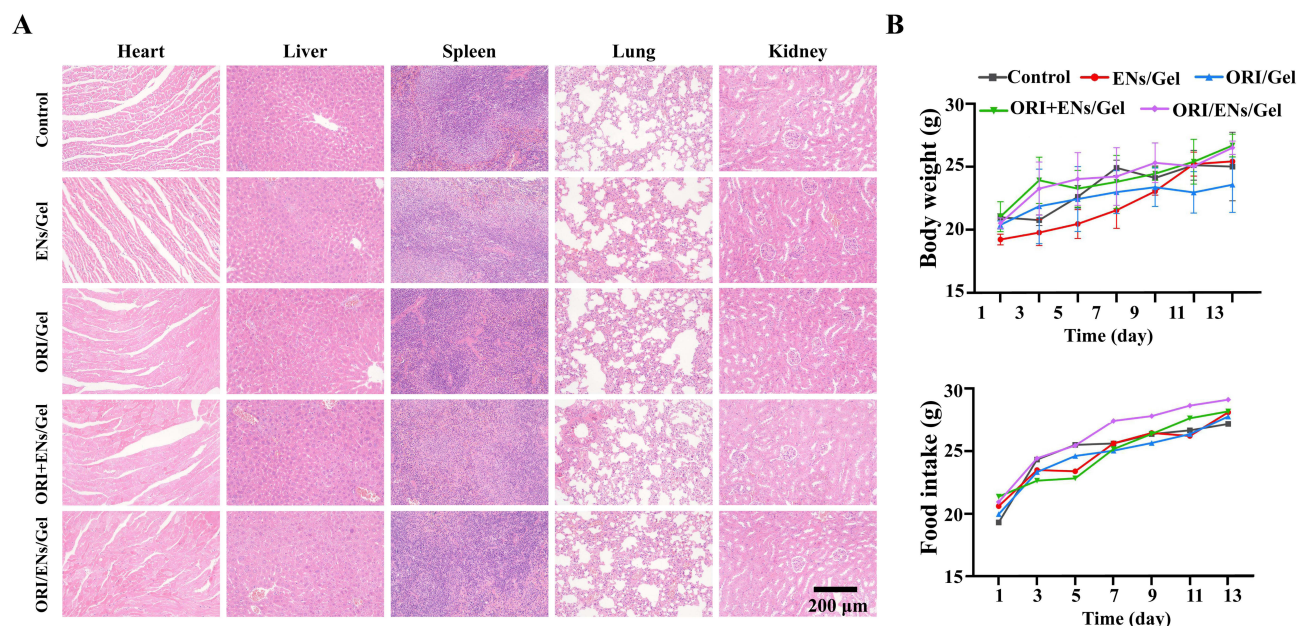 A
Heart Liver Spleen Lung Kidney
Control
ENs/Gel
ORI/Gel
ORI+ENs/Gel
ORI/ENs/Gel
200 μm
B
Control ENs/Gel ORI/Gel
ORI+ENs/Gel ORI/ENs/Gel
Body weight (g)
30
25
20
15
1 3 5 7 9 11 13
Time (day)
Food intake (g)
30
25
20
15
1 3 5 7 9 11 13
Time (day)